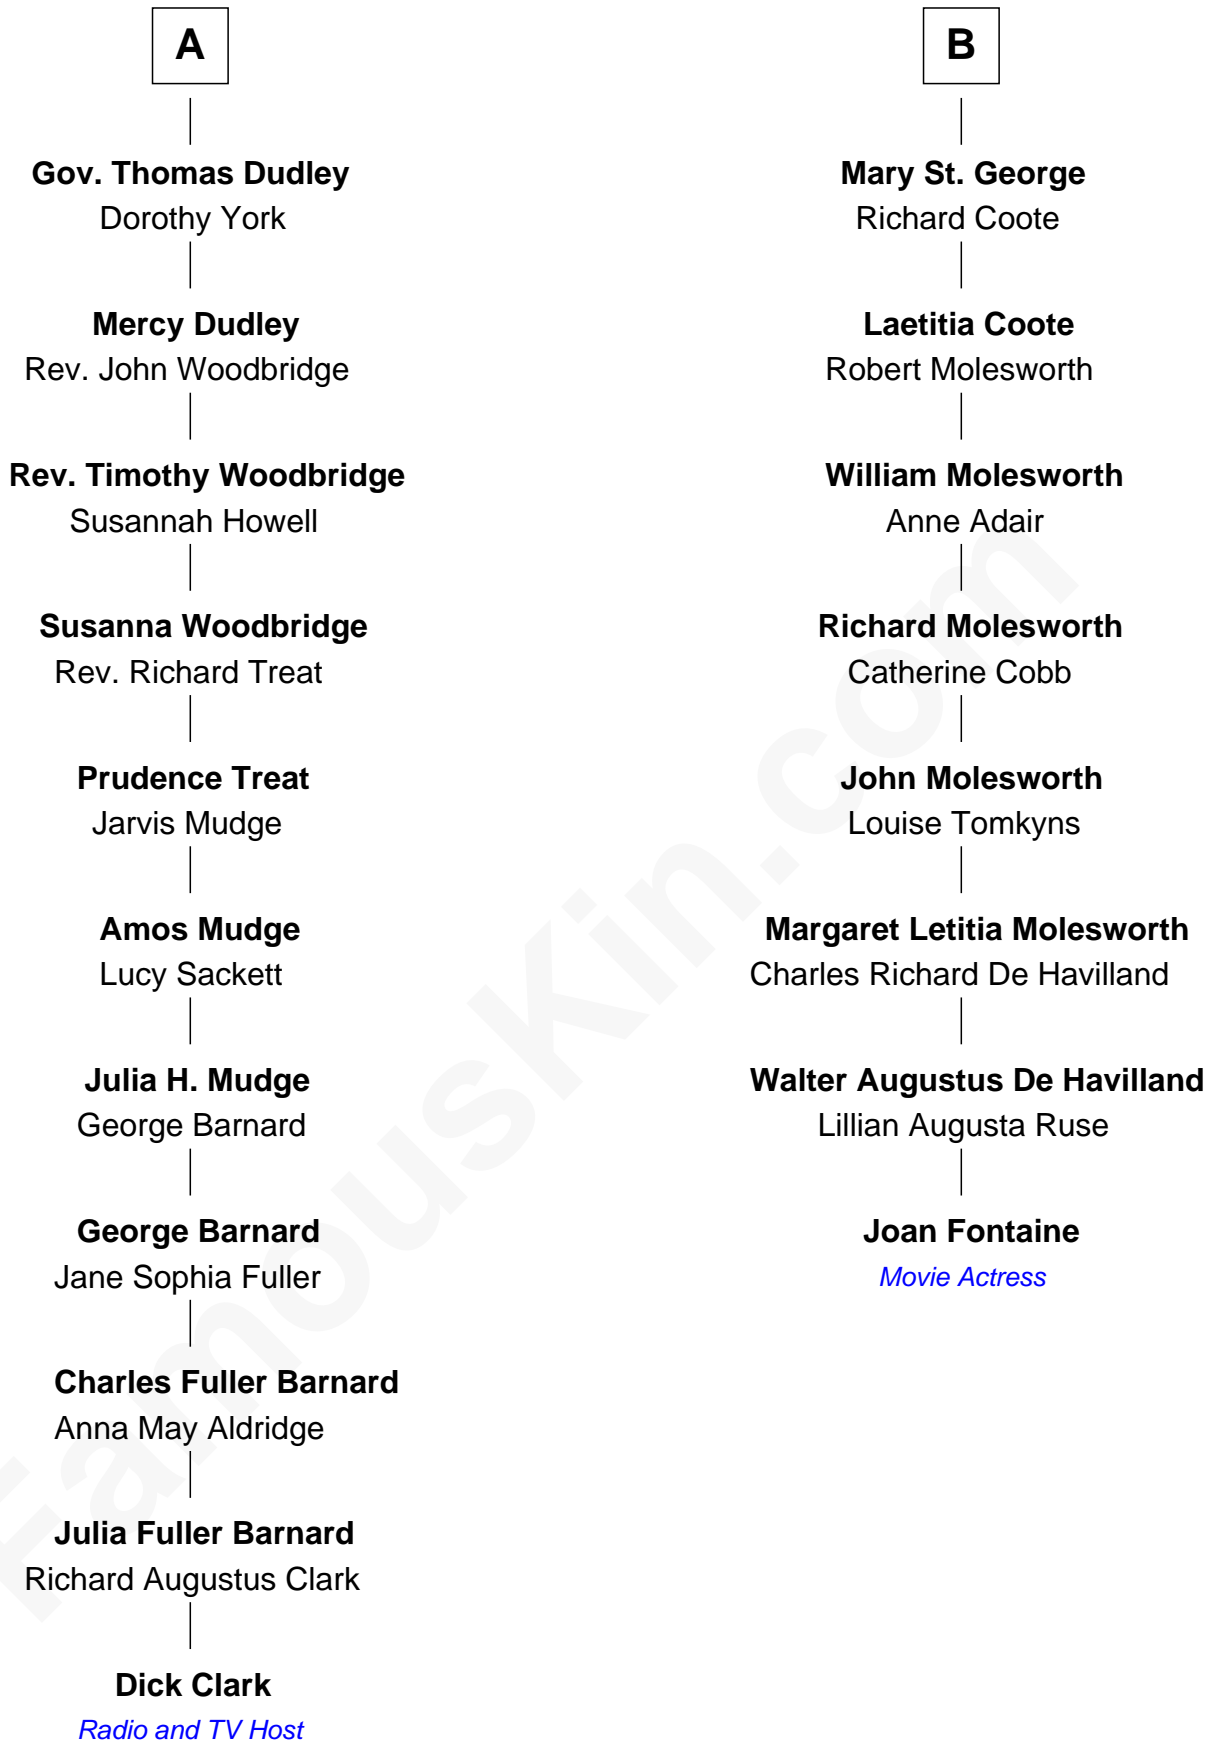 A
Gov. Thomas Dudley
Dorothy York
Mercy Dudley
Rev. John Woodbridge
Rev. Timothy Woodbridge
Susannah Howell
Susanna Woodbridge
Rev. Richard Treat
Prudence Treat
Jarvis Mudge
Amos Mudge
Lucy Sackett
Julia H. Mudge
George Barnard
George Barnard
Jane Sophia Fuller
Charles Fuller Barnard
Anna May Aldridge
Julia Fuller Barnard
Richard Augustus Clark
Dick Clark
Radio and TV Host
B
Mary St. George
Richard Coote
Laetitia Coote
Robert Molesworth
William Molesworth
Anne Adair
Richard Molesworth
Catherine Cobb
John Molesworth
Louise Tomkyns
Margaret Letitia Molesworth
Charles Richard De Havilland
Walter Augustus De Havilland
Lillian Augusta Ruse
Joan Fontaine
Movie Actress
FamousKin.com